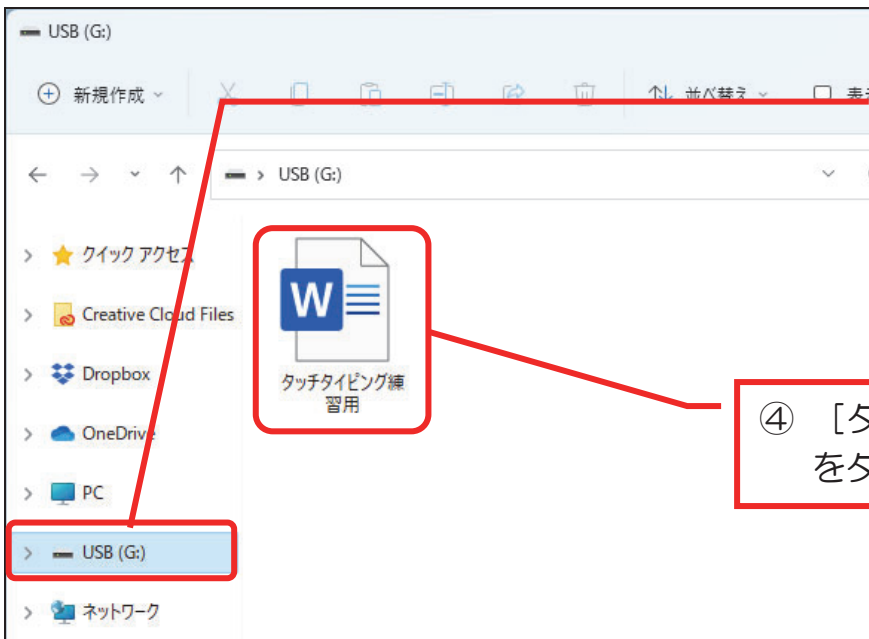 USB (G:)
新規作成
並べ替え
USB (G:)
クイック アクセス
Creative Cloud Files
Dropbox
OneDrive
PC
USB (G:)
ネットワーク
W
タッチタイピング練
習用
④ [タ
をダ